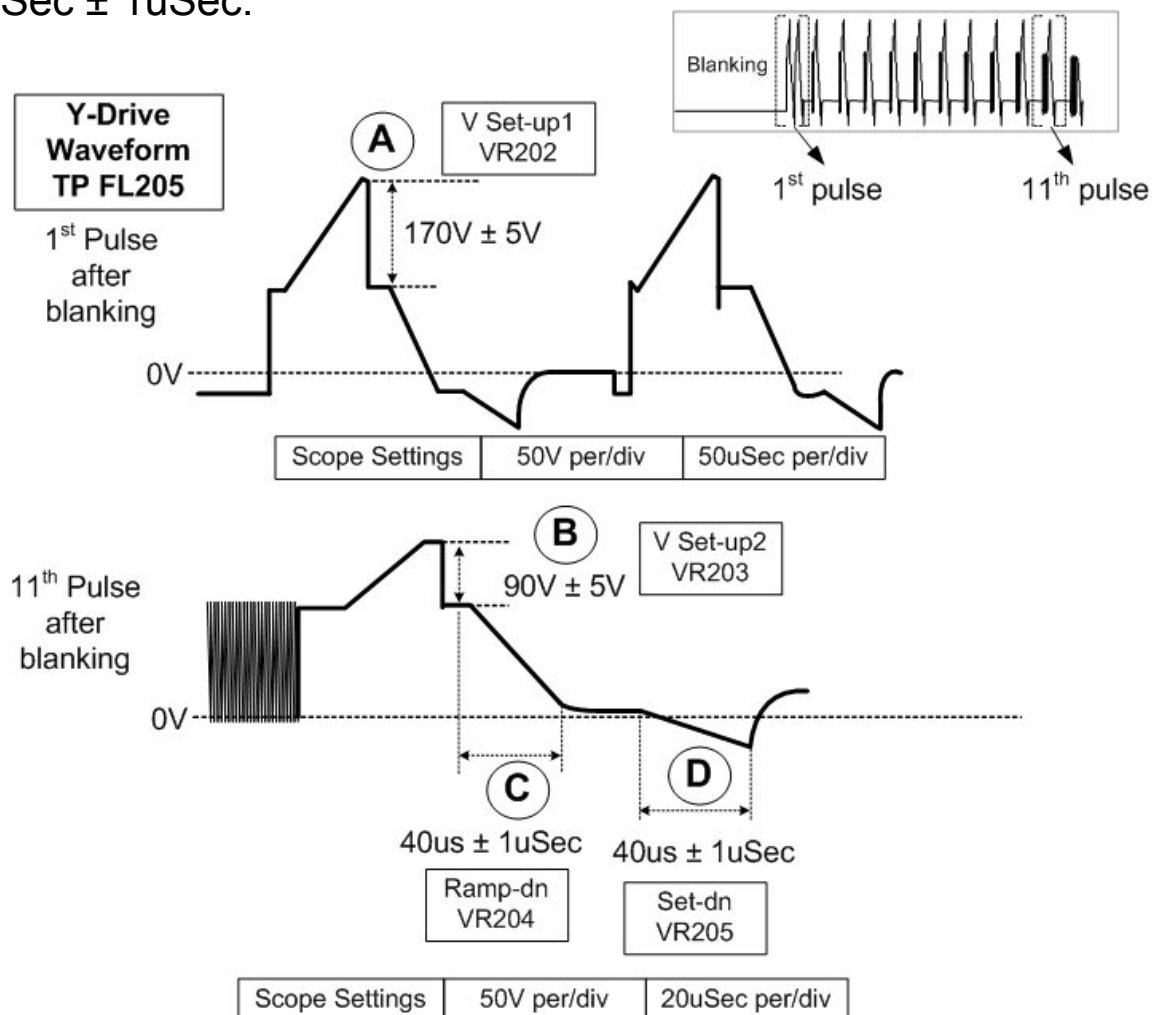 Sec ± 1uSec.
Blanking
1st pulse
11th pulse
Y-Drive
Waveform
TP FL205
1st Pulse
after
blanking
A
V Set-up1
VR202
170V ± 5V
0V
Scope Settings
50V per/div
50uSec per/div
11th Pulse
after
blanking
B
90V ± 5V
V Set-up2
VR203
0V
C
40us ± 1uSec
Ramp-dn
VR204
D
40us ± 1uSec
Set-dn
VR205
Scope Settings
50V per/div
20uSec per/div